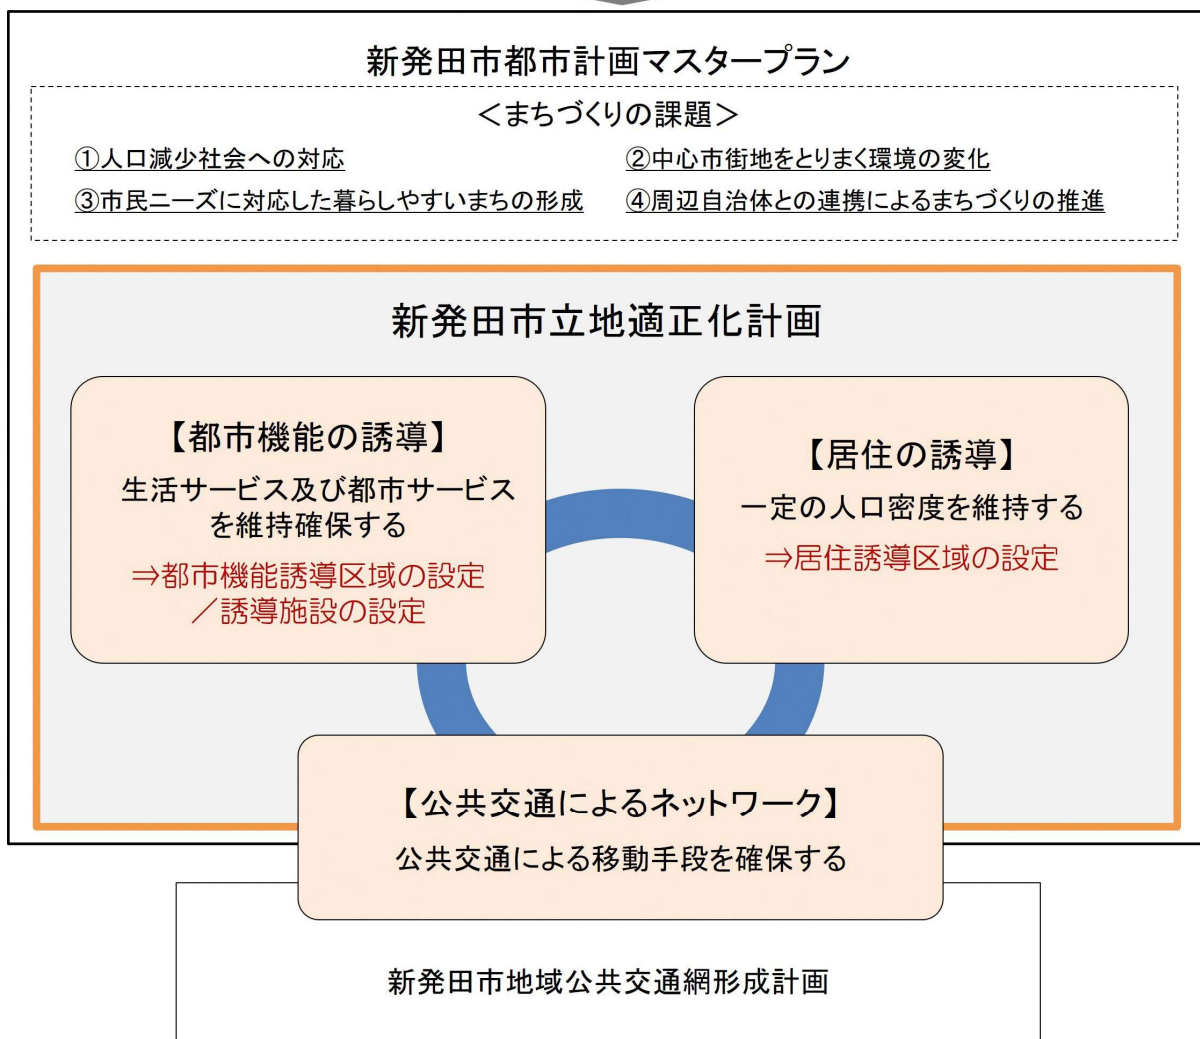 新発田市都市計画マスタープラン
＜まちづくりの課題＞
①人口減少社会への対応
②中心市街地をとりまく環境の変化
③市民ニーズに対応した暮らしやすいまちの形成
④周辺自治体との連携によるまちづくりの推進
新発田市立地適正化計画
【都市機能の誘導】
生活サービス及び都市サービス
を維持確保する
⇒都市機能誘導区域の設定
／誘導施設の設定
【居住の誘導】
一定の人口密度を維持する
⇒居住誘導区域の設定
【公共交通によるネットワーク】
公共交通による移動手段を確保する
新発田市地域公共交通網形成計画